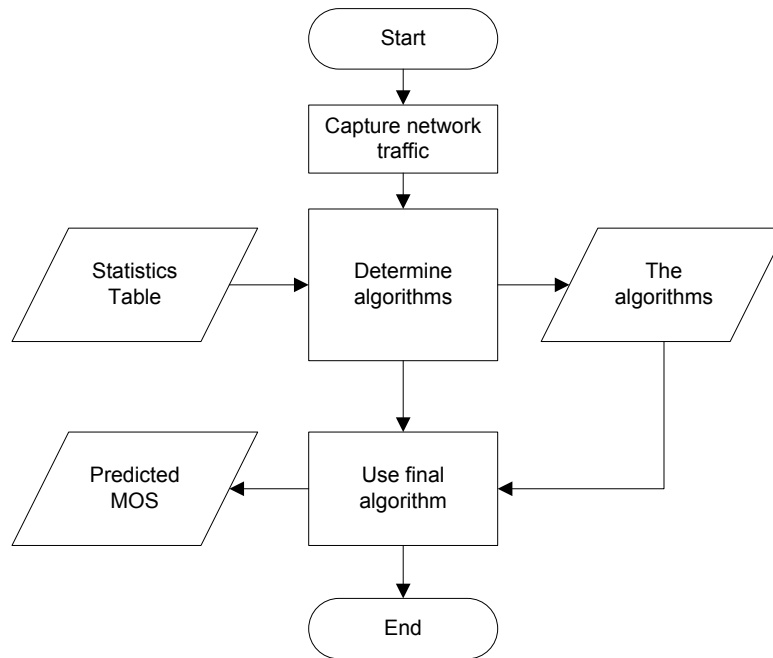 Start
Capture network
traffic
Statistics
Table
Determine
algorithms
The
algorithms
Predicted
MOS
Use final
algorithm
End